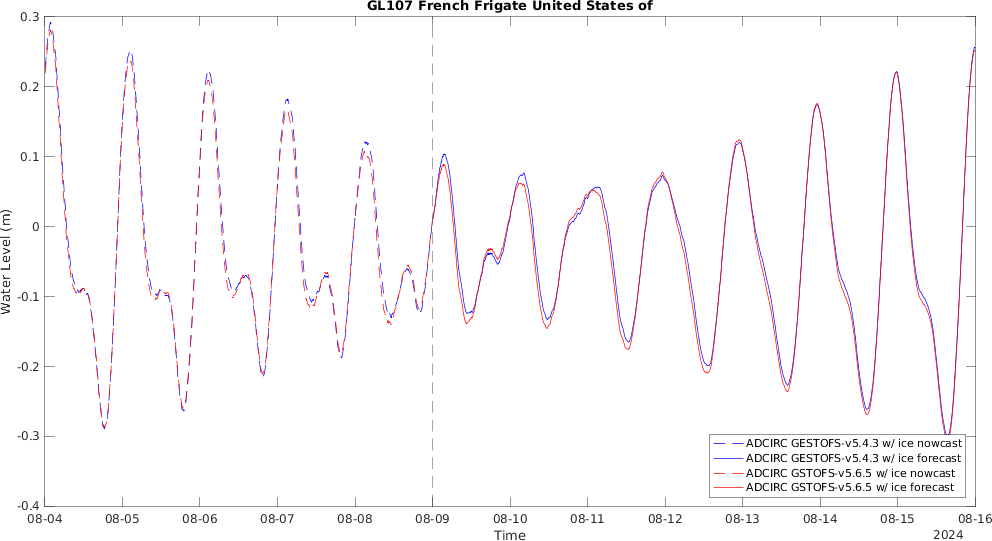 GL107 French Frigate United States of
0.3
0.2
0.1
0
-0.1
-0.2
-0.3
-0.4
Water Level (m)
ADCIRC GESTOFS-v5.4.3 w/ ice nowcast
ADCIRC GESTOFS-v5.4.3 w/ ice forecast
ADCIRC GSTOFS-v5.6.5 w/ ice nowcast
ADCIRC GSTOFS-v5.6.5 w/ ice forecast
08-04 08-05 08-06 08-07 08-08 08-09 08-10 08-11 08-12 08-13 08-14 08-15 08-16
Time
2024